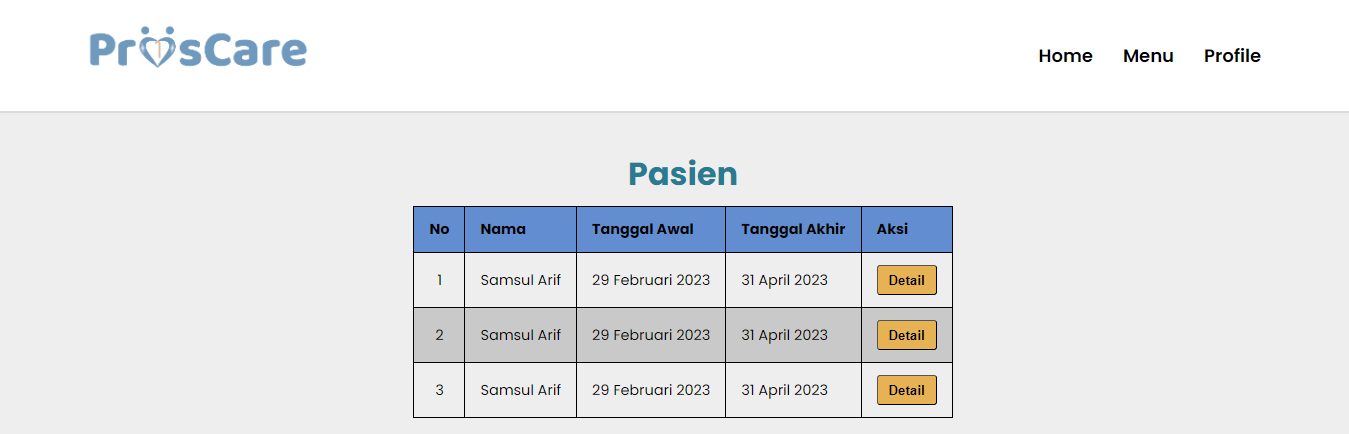 PriisCare
Home Menu Profile
Pasien
No Nama Tanggal Awal Tanggal Akhir Aksi
1 Samsul Arif 29 Februari 2023 31 April 2023 Detail
2 Samsul Arif 29 Februari 2023 31 April 2023 Detail
3 Samsul Arif 29 Februari 2023 31 April 2023 Detail